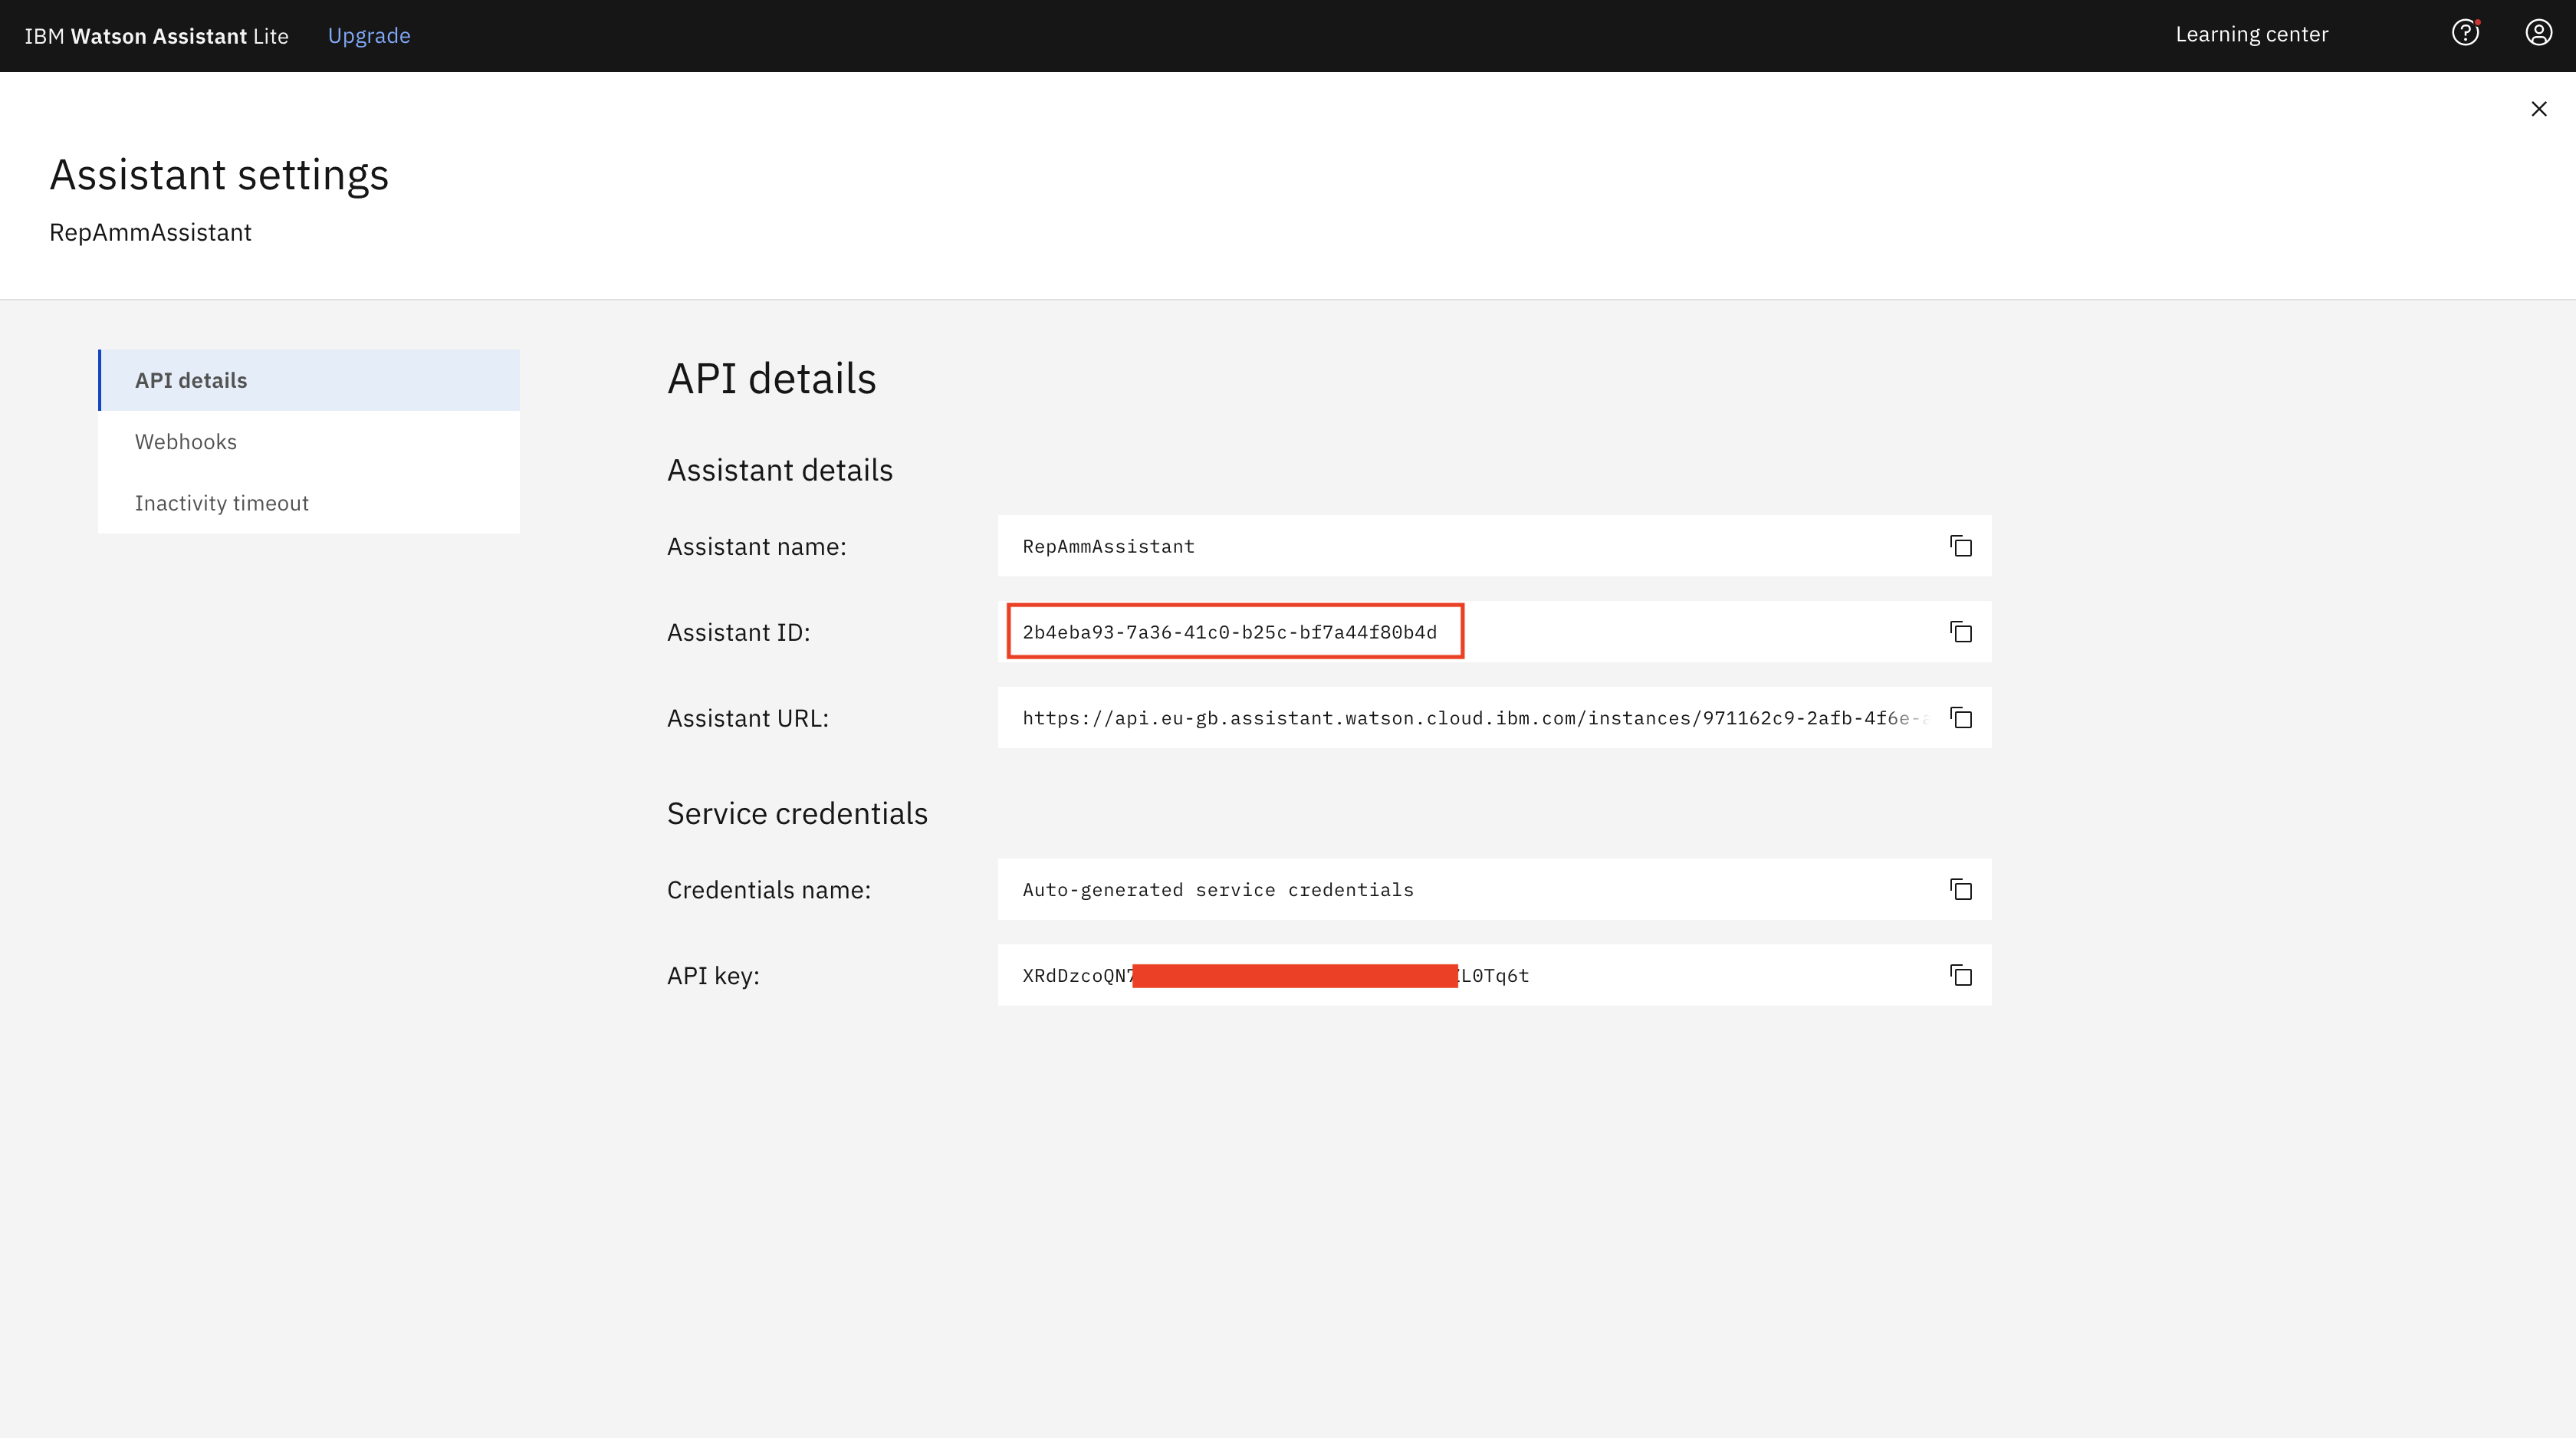 IBM Watson Assistant Lite Upgrade Learning center
Assistant settings
RepAmmAssistant
API details
Webhooks
Inactivity timeout
API details
Assistant details
Assistant name: RepAmmAssistant
Assistant ID: 2b4eba93-7a36-41c0-b25c-bf7a44f80b4d
Assistant URL: https://api.eu-gb.assistant.watson.cloud.ibm.com/instances/971162c9-2afb-4f6e-
Service credentials
Credentials name: Auto-generated service credentials
API key: XRdDzcoQN7 L0Tq6t